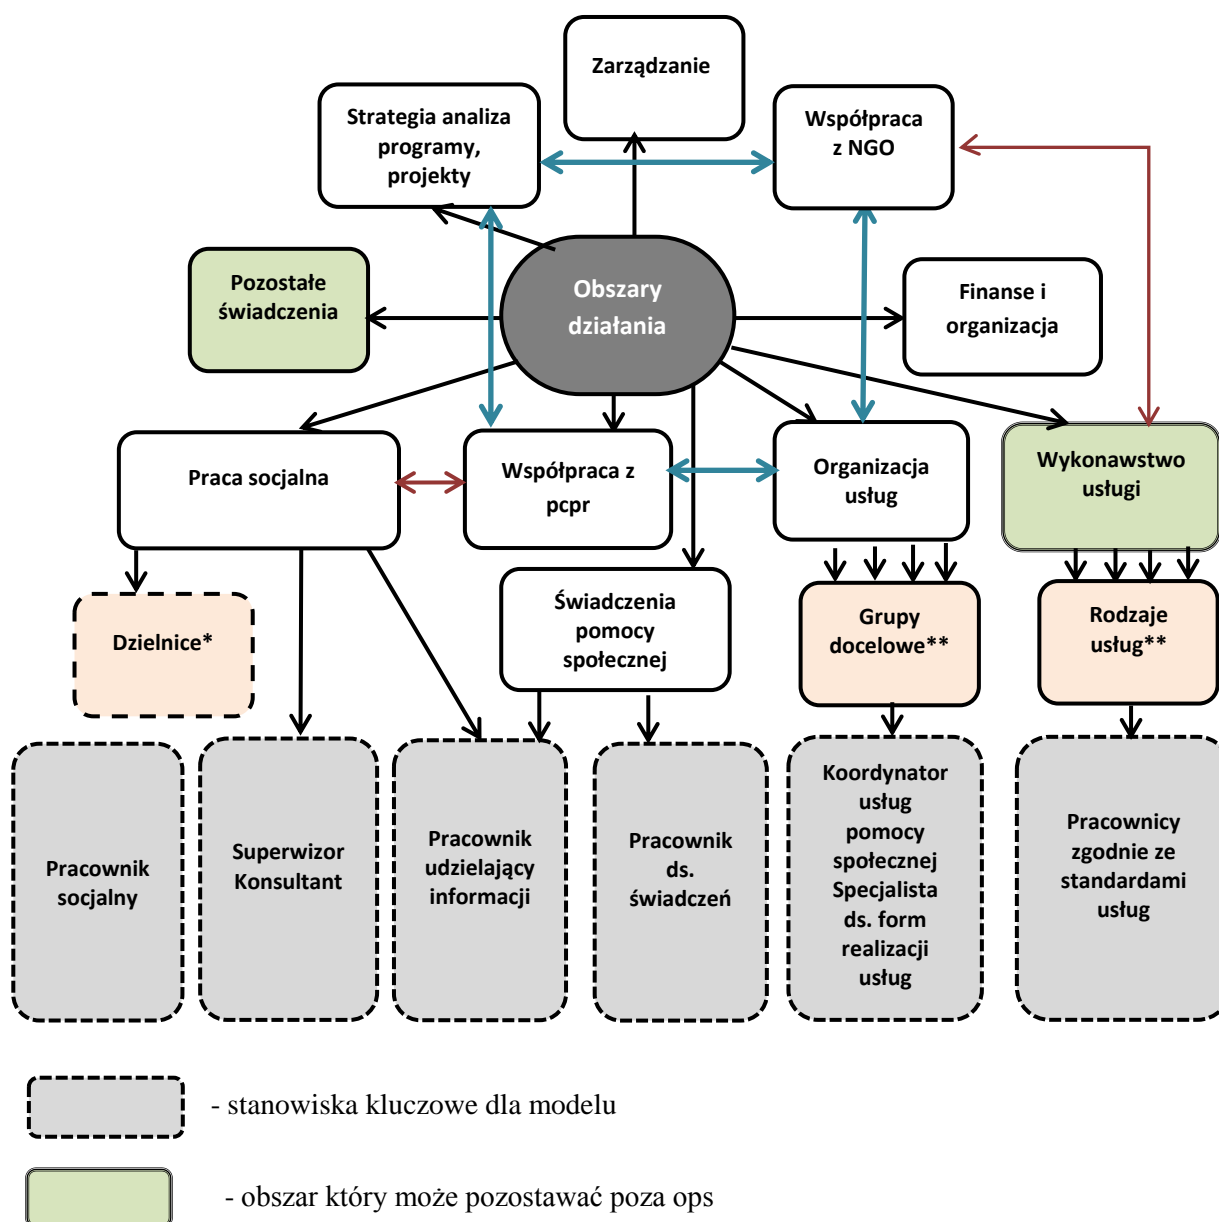 Zarządzanie
Strategia analiza
programy,
projekty
Współpraca
z NGO
Pozostałe
świadczenia
Obszary
działania
Finanse i
organizacja
Praca socjalna
Współpraca z
pcpr
Organizacja
usług
Wykonawstwo
usługi
Dzielnice*
Świadczenia
pomocy
społecznej
Grupy
docelowe**
Rodzaje
usług**
Pracownik
socjalny
Superwizor
Konsultant
Pracownik
udzielający
informacji
Pracownik
ds.
świadczeń
Koordynator
usług
pomocy
społecznej
Specjalista
ds. form
realizacji
usług
Pracownicy
zgodnie ze
standardami
usług
- stanowiska kluczowe dla modelu
- obszar który może pozostawać poza ops